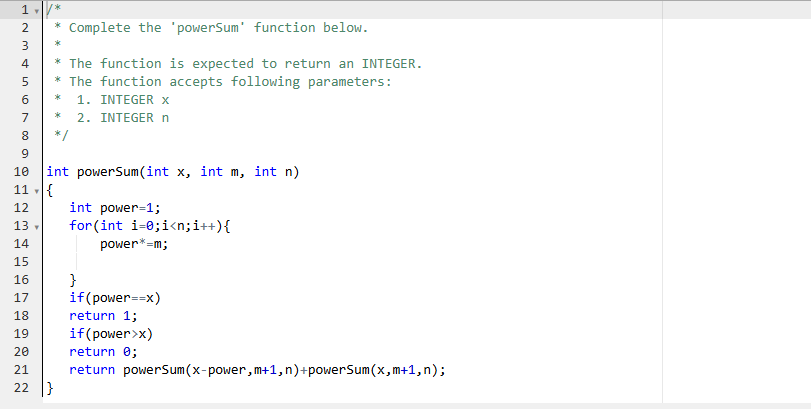 1 /*
2  * Complete the 'powerSum' function below.
3  *
4  * The function is expected to return an INTEGER.
5  * The function accepts following parameters:
6  *  1. INTEGER x
7  *  2. INTEGER n
8  */
9
10 int powerSum(int x, int m, int n)
11 {
12    int power=1;
13    for(int i=0;i<n;i++){
14        power*=m;
15
16    }
17    if(power==x)
18    return 1;
19    if(power>x)
20    return 0;
21    return powerSum(x-power,m+1,n)+powerSum(x,m+1,n);
22 }